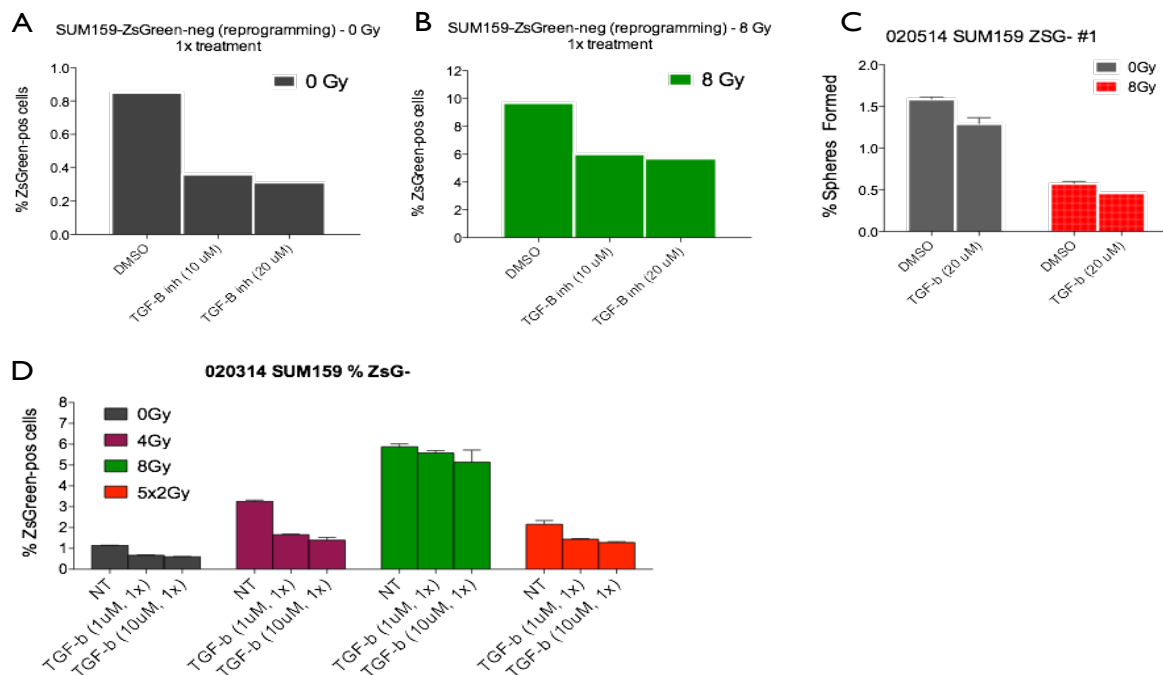 A
SUM159-ZsGreen-neg (reprogramming) - 0 Gy
1x treatment
% ZsGreen-pos cells
1.0
0.8
0.6
0.4
0.2
0.0
0 Gy
DMSO
TGF-B inh (10 uM)
TGF-B inh (20 uM)
B
SUM159-ZsGreen-neg (reprogramming) - 8 Gy
1x treatment
% ZsGreen-pos cells
12
10
8
6
4
2
0
8 Gy
DMSO
TGF-B inh (10 uM)
TGF-B inh (20 uM)
C
020514 SUM159 ZSG- #1
% Spheres Formed
2.0
1.5
1.0
0.5
0.0
0Gy
8Gy
DMSO
TGF-b (20 uM)
DMSO
TGF-b (20 uM)
D
020314 SUM159 % ZsG-
% ZsGreen-pos cells
8
7
6
5
4
3
2
1
0
0Gy
4Gy
8Gy
5x2Gy
NT
TGF-b (1uM, 1x)
TGF-b (10uM, 1x)
NT
TGF-b (1uM, 1x)
TGF-b (10uM, 1x)
NT
TGF-b (1uM, 1x)
TGF-b (10uM, 1x)
NT
TGF-b (1uM, 1x)
TGF-b (10uM, 1x)